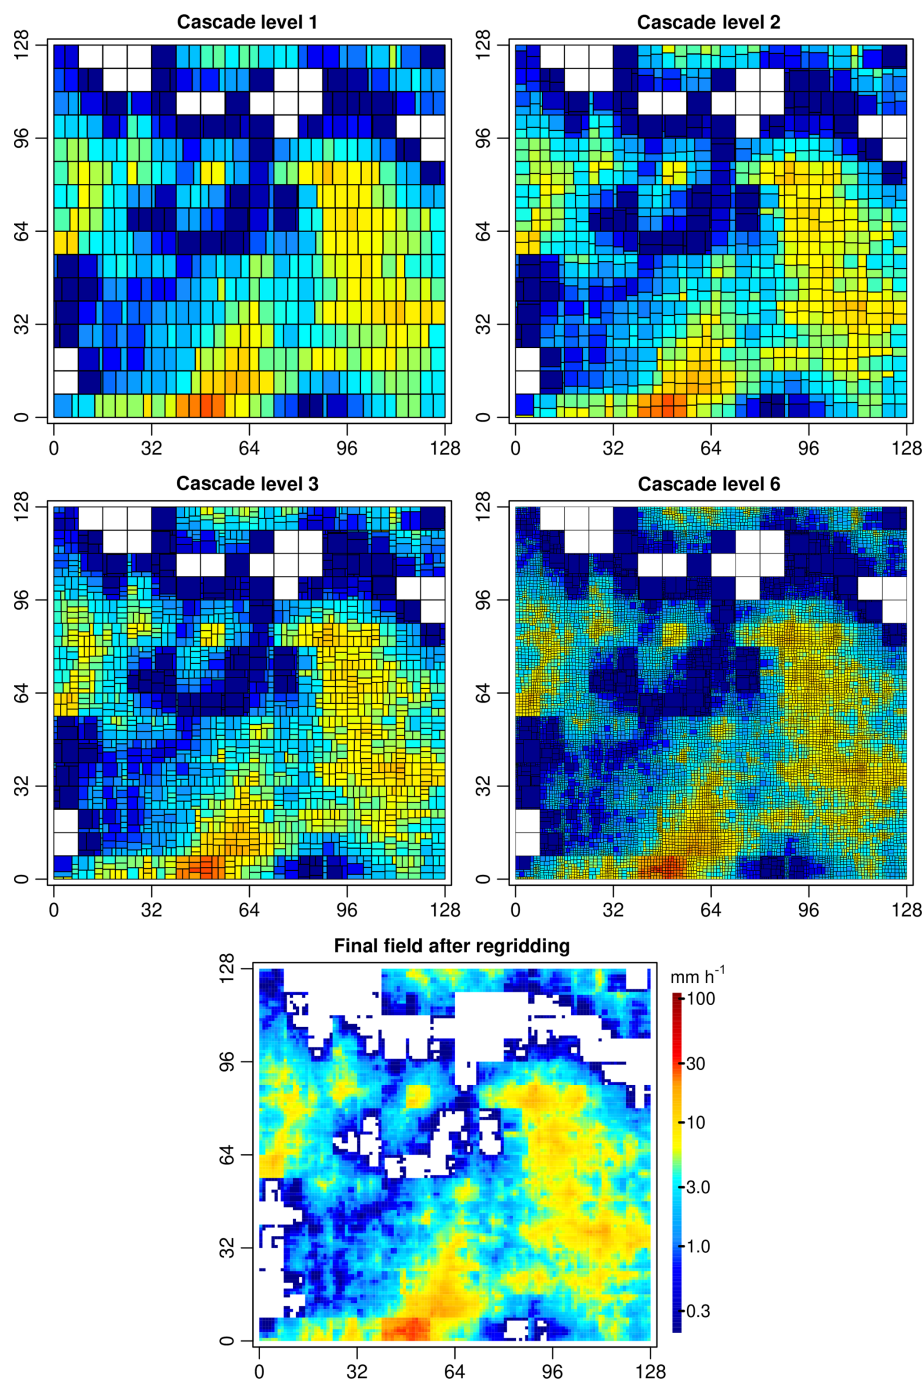 Cascade level 1
Cascade level 2
128
96
64
32
0
0 32 64 96 128
128
96
64
32
0
0 32 64 96 128
Cascade level 3
Cascade level 6
128
96
64
32
0
0 32 64 96 128
128
96
64
32
0
0 32 64 96 128
Final field after regridding
128
96
64
32
0
0 32 64 96 128
mm h⁻¹
100
30
10
3.0
1.0
0.3